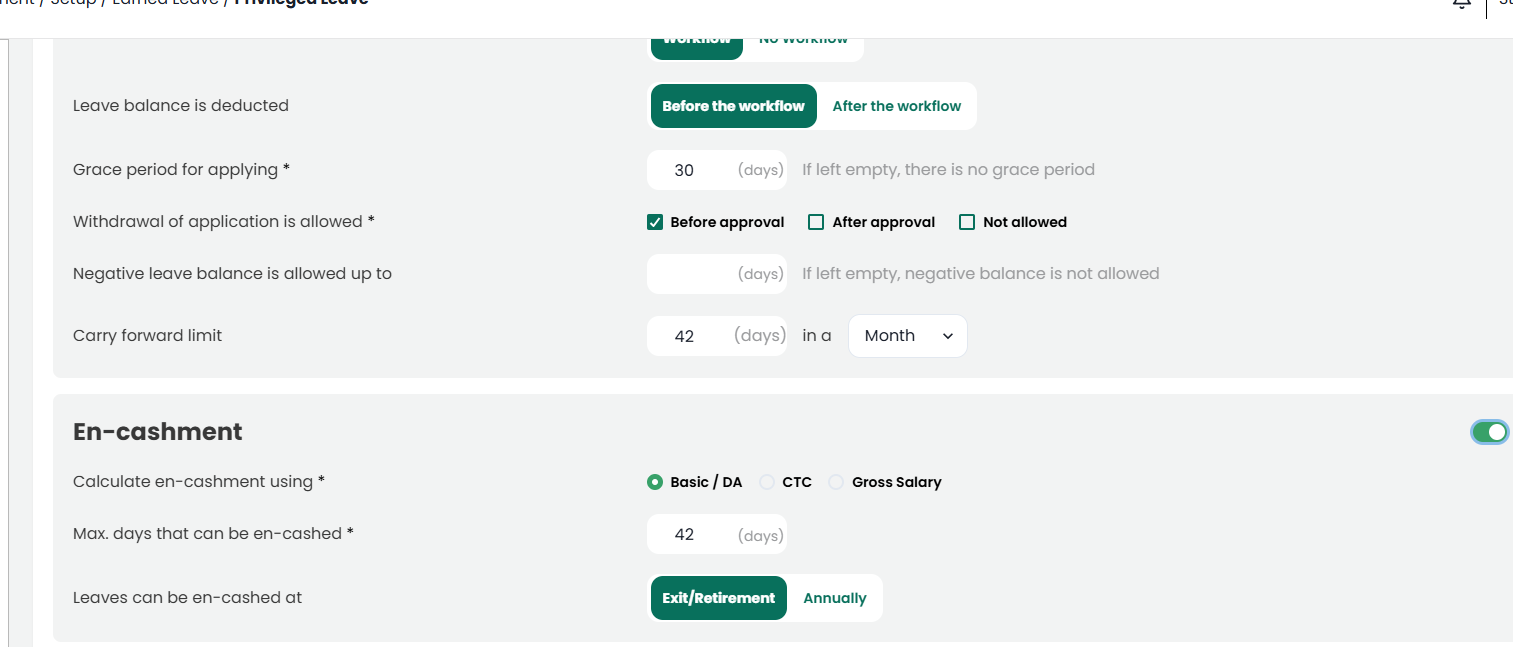 / Setup / Earned Leave / Privileged Leave
Workflow No Workflow
Leave balance is deducted Before the workflow After the workflow
Grace period for applying * 30 (days) If left empty, there is no grace period
Withdrawal of application is allowed * Before approval After approval Not allowed
Negative leave balance is allowed up to (days) If left empty, negative balance is not allowed
Carry forward limit 42 (days) in a Month
En-cashment
Calculate en-cashment using * Basic / DA CTC Gross Salary
Max. days that can be en-cashed * 42 (days)
Leaves can be en-cashed at Exit/Retirement Annually